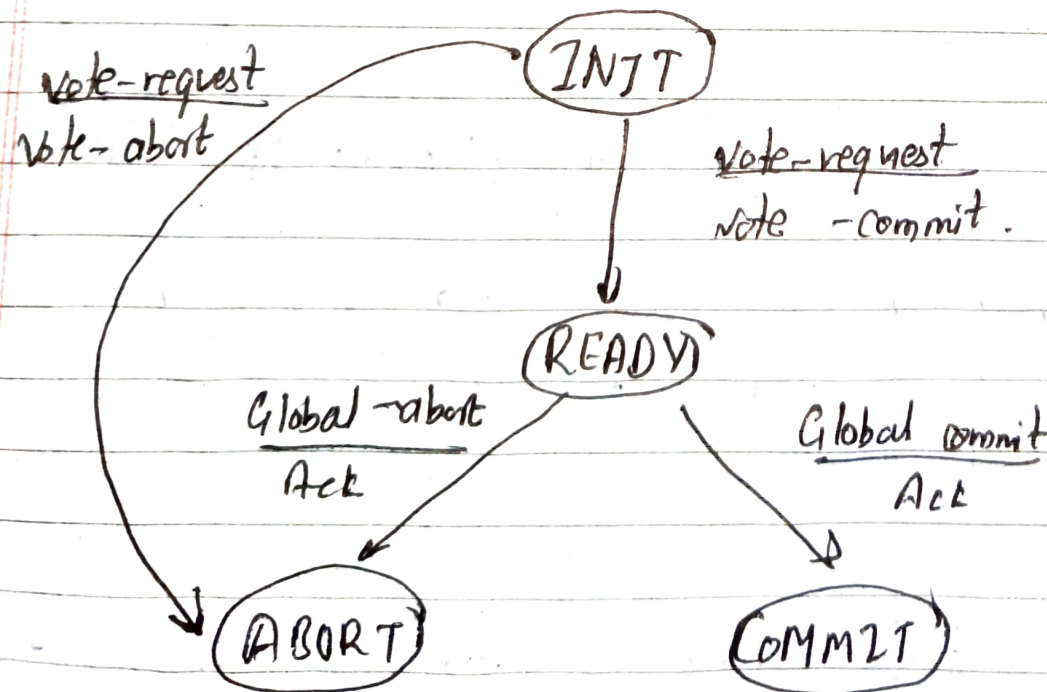 INIT
Vote-request
Vote-abort
Vote-request
Vote -commit.
READY
Global-abort
Ack
Global commit
Ack
ABORT
COMMIT